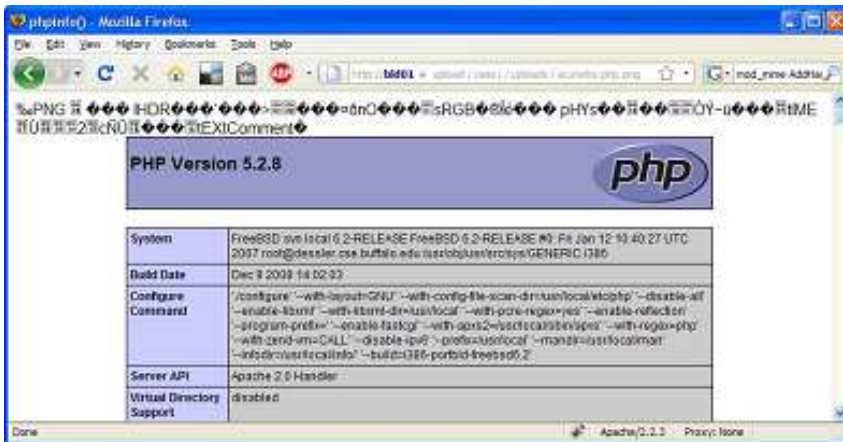 phpinfo() - Mozilla Firefox
File Edit View History Bookmarks Tools Help
mod_mime AddHa
PNG IHDR sRGB pHYs tIME
tEXtComment
PHP Version 5.2.8
php
System
FreeBSD svn.local 6.2-RELEASE FreeBSD 6.2-RELEASE #0: Fri Jan 12 10:40:27 UTC
2007 root@dessler.cse.buffalo.edu:/usr/obj/usr/src/sys/GENERIC i386
Build Date
Dec 9 2008 14:02:03
Configure
Command
'./configure' '--with-layout=GNU' '--with-config-file-scan-dir=/usr/local/etc/php' '--disable-all'
'--enable-libxml' '--with-libxml-dir=/usr/local' '--with-pcre-regex=yes' '--enable-reflection'
'--program-prefix=' '--enable-fastcgi' '--with-apxs2=/usr/local/sbin/apxs' '--with-regex=php'
'--with-zend-vm=CALL' '--disable-ipv6' '--prefix=/usr/local' '--mandir=/usr/local/man'
'--infodir=/usr/local/info/' '--build=i386-portbld-freebsd6.2'
Server API
Apache 2.0 Handler
Virtual Directory
Support
disabled
Done
Apache/2.2.3 Proxy: None